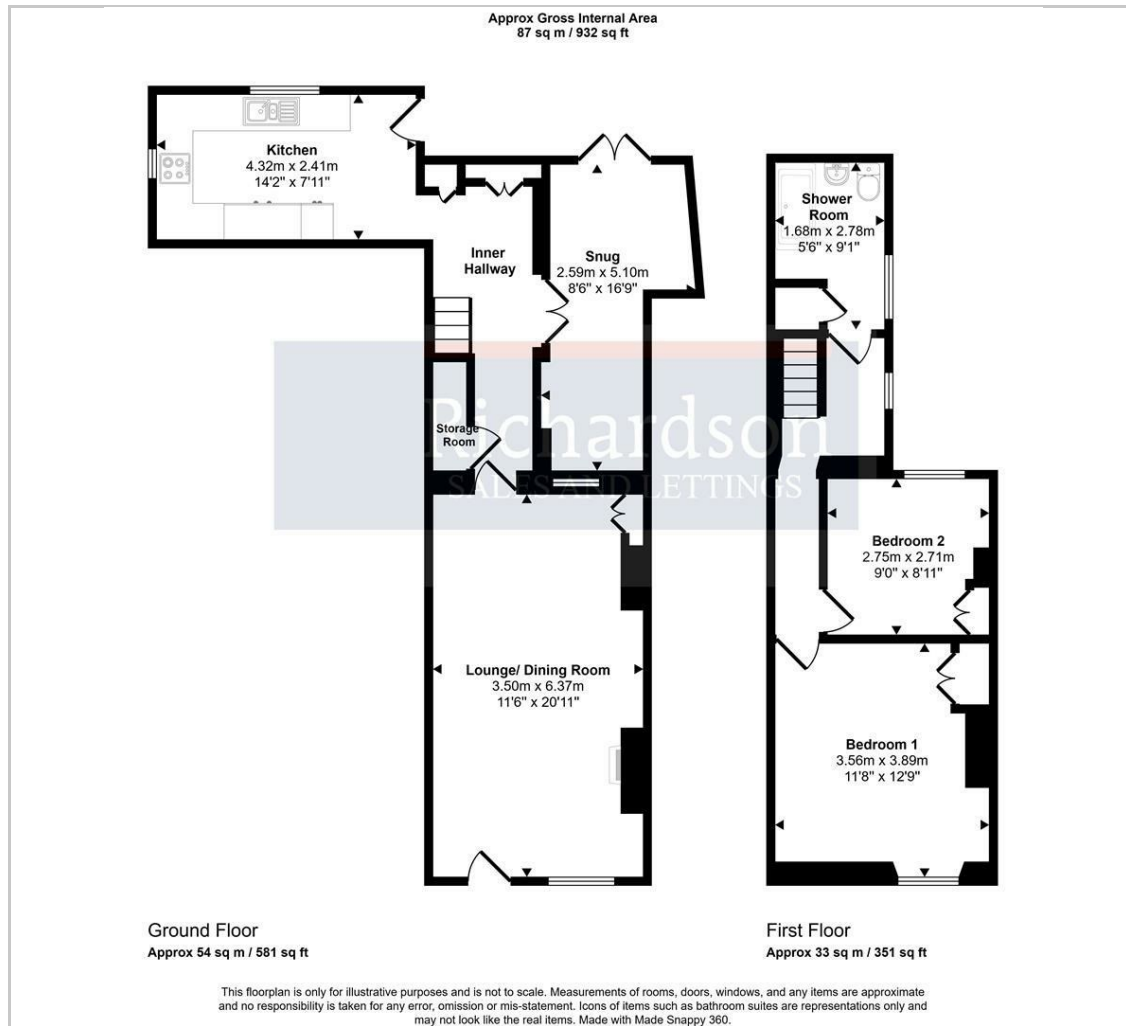 Approx Gross Internal Area
87 sq m / 932 sq ft
Kitchen
4.32m x 2.41m
14'2" x 7'11"
Inner
Hallway
Snug
2.59m x 5.10m
8'6" x 16'9"
Shower
Room
1.68m x 2.78m
5'6" x 9'1"
Storage
Room
Richardson
SALES AND LETTINGS
Bedroom 2
2.75m x 2.71m
9'0" x 8'11"
Lounge/ Dining Room
3.50m x 6.37m
11'6" x 20'11"
Bedroom 1
3.56m x 3.89m
11'8" x 12'9"
Ground Floor
Approx 54 sq m / 581 sq ft
First Floor
Approx 33 sq m / 351 sq ft
This floorplan is only for illustrative purposes and is not to scale. Measurements of rooms, doors, windows, and any items are approximate
and no responsibility is taken for any error, omission or mis-statement. Icons of items such as bathroom suites are representations only and
may not look like the real items. Made with Made Snappy 360.